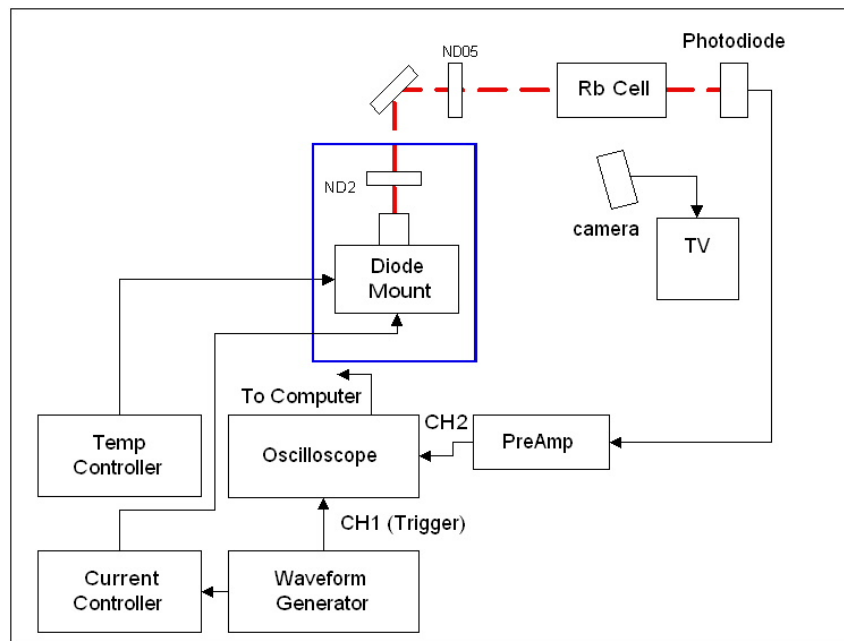 ND05
Photodiode
Rb Cell
ND2
camera
TV
Diode
Mount
To Computer
CH2
Temp
Controller
Oscilloscope
PreAmp
CH1 (Trigger)
Current
Controller
Waveform
Generator